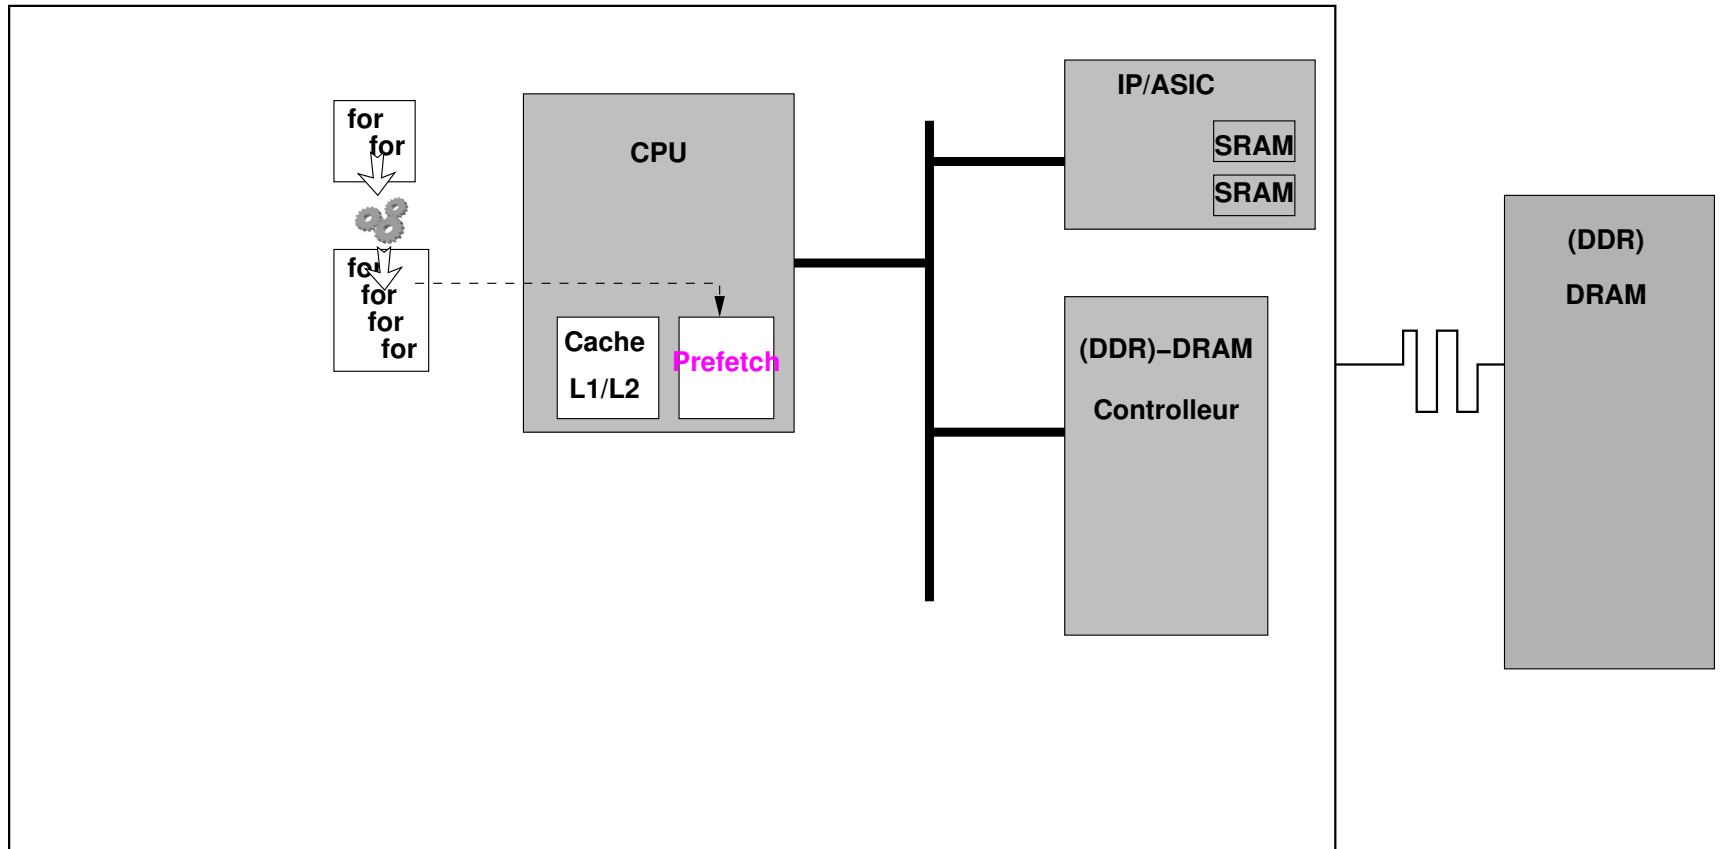 for
for
for
for
for
for
CPU
Cache
L1/L2
Prefetch
IP/ASIC
SRAM
SRAM
(DDR)–DRAM
Controlleur
(DDR)
DRAM